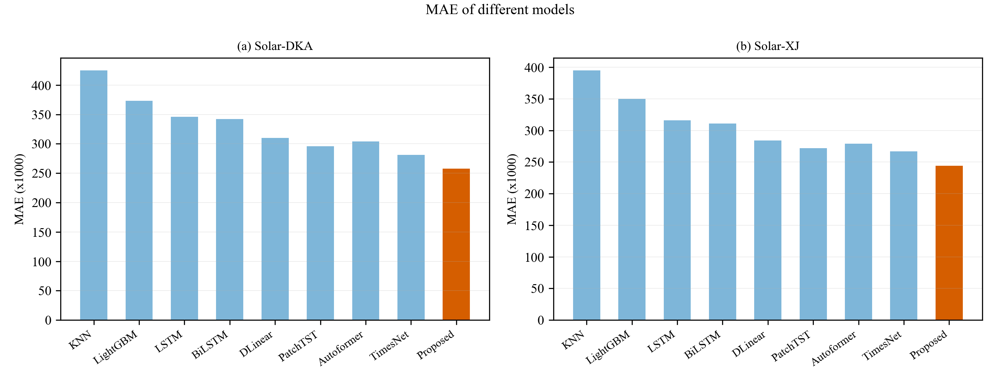 MAE of different models
(a) Solar-DKA
MAE (x1000)
400
350
300
250
200
150
100
50
0
KNN
LightGBM
LSTM
BiLSTM
DLinear
PatchTST
Autoformer
TimesNet
Proposed
(b) Solar-XJ
MAE (x1000)
400
350
300
250
200
150
100
50
0
KNN
LightGBM
LSTM
BiLSTM
DLinear
PatchTST
Autoformer
TimesNet
Proposed